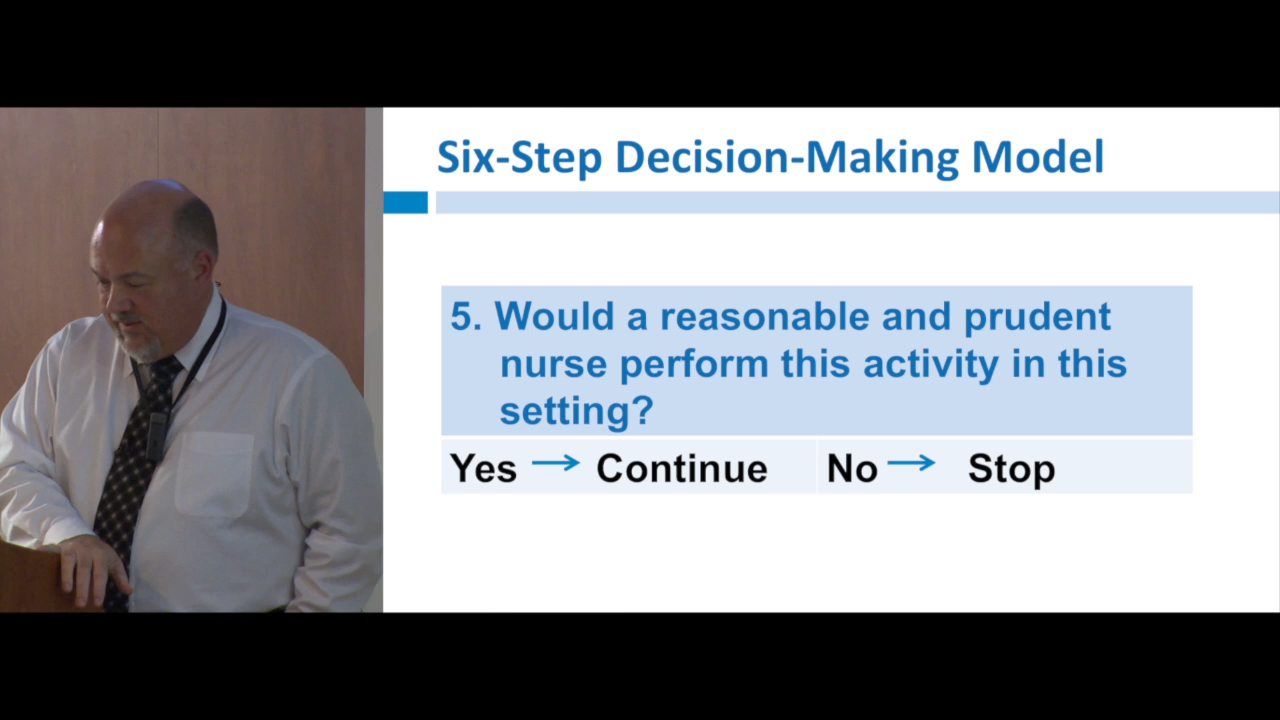 Six-Step Decision-Making Model
5. Would a reasonable and prudent
nurse perform this activity in this
setting?
Yes → Continue No → Stop